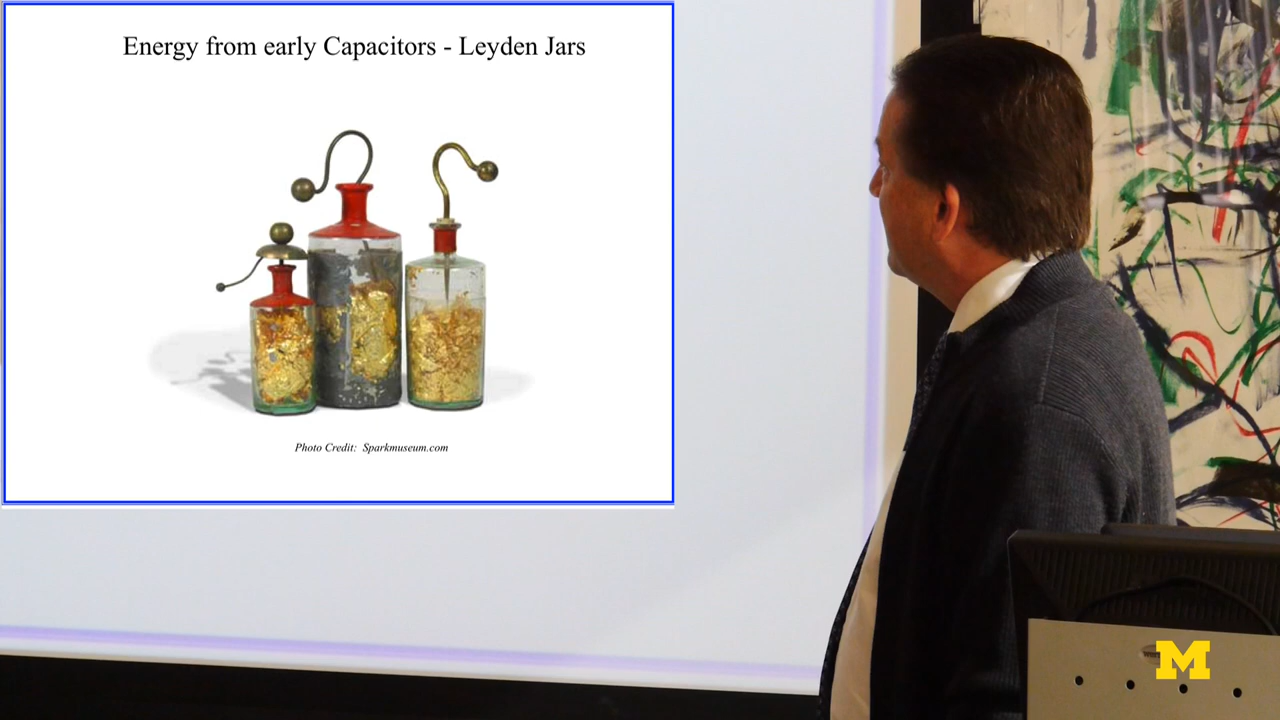 Energy from early Capacitors - Leyden Jars
Photo Credit: Sparkmuseum.com
M